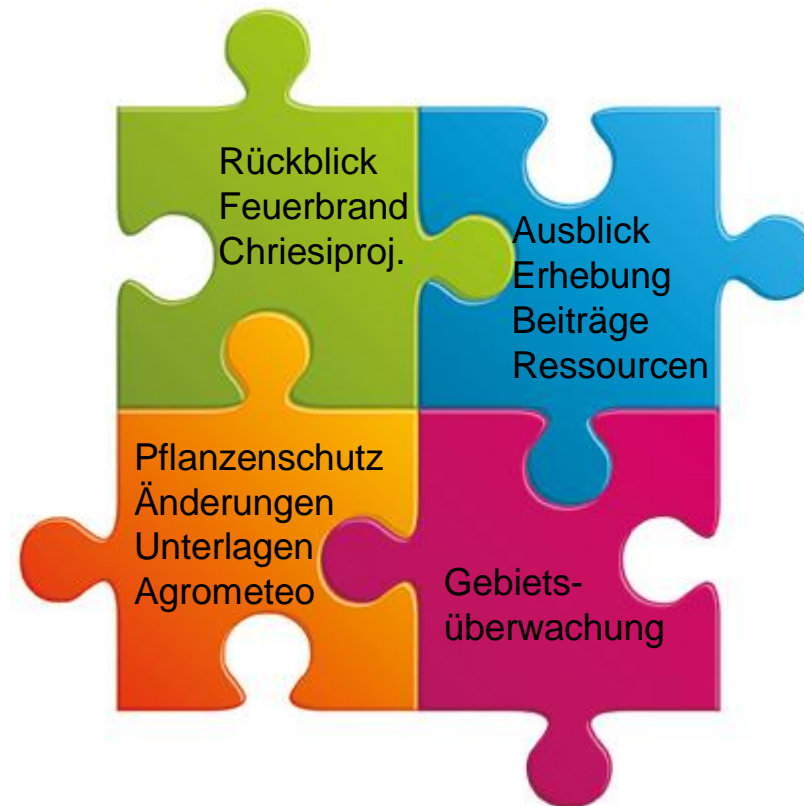 Rückblick
Feuerbrand
Chriesiproj.
Ausblick
Erhebung
Beiträge
Ressourcen
Pflanzenschutz
Änderungen
Unterlagen
Agrometeo
Gebiets-
überwachung